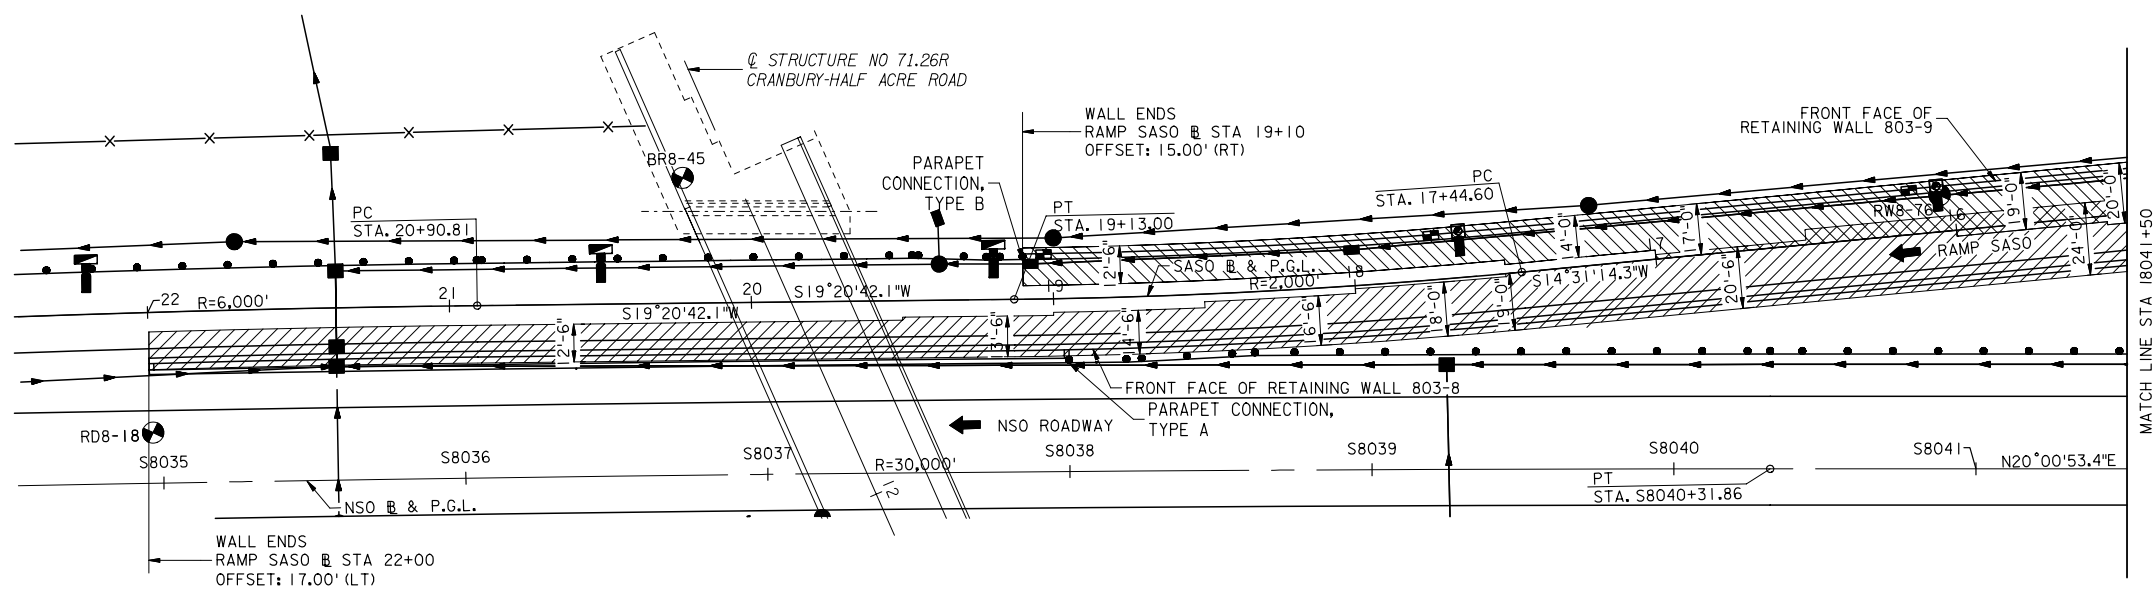 ℄ STRUCTURE NO 71.26R
CRANBURY-HALF ACRE ROAD
WALL ENDS
RAMP SASO ℄ STA 19+10
OFFSET: 15.00' (RT)
FRONT FACE OF
RETAINING WALL 803-9
BR8-45
PARAPET
CONNECTION,
TYPE B
PC
STA. 17+44.60
PC
STA. 20+90.81
PT
STA. 19+13.00
RW8-76
16
19'-0"
20'-0"
24'-0"
RAMP SASO
14'-0"
17'-0"
17
12'-6"
SASO BL & P.G.L.
18
R=2,000'
S14°31'14.3"W
22
R=6,000'
21
20
S19°20'42.1"W
19
S19°20'42.1"W
12'-6"
13'-6"
14'-6"
16'-6"
18'-0"
19'-0"
20'-6"
FRONT FACE OF RETAINING WALL 803-8
PARAPET CONNECTION,
TYPE A
NSO ROADWAY
RD8-18
S8035
S8036
S8037
R=30,000'
S8038
S8039
S8040
S8041
N20°00'53.4"E
12
PT
STA. S8040+31.86
NSO BL & P.G.L.
WALL ENDS
RAMP SASO BL STA 22+00
OFFSET: 17.00' (LT)
MATCH LINE STA 18041+50